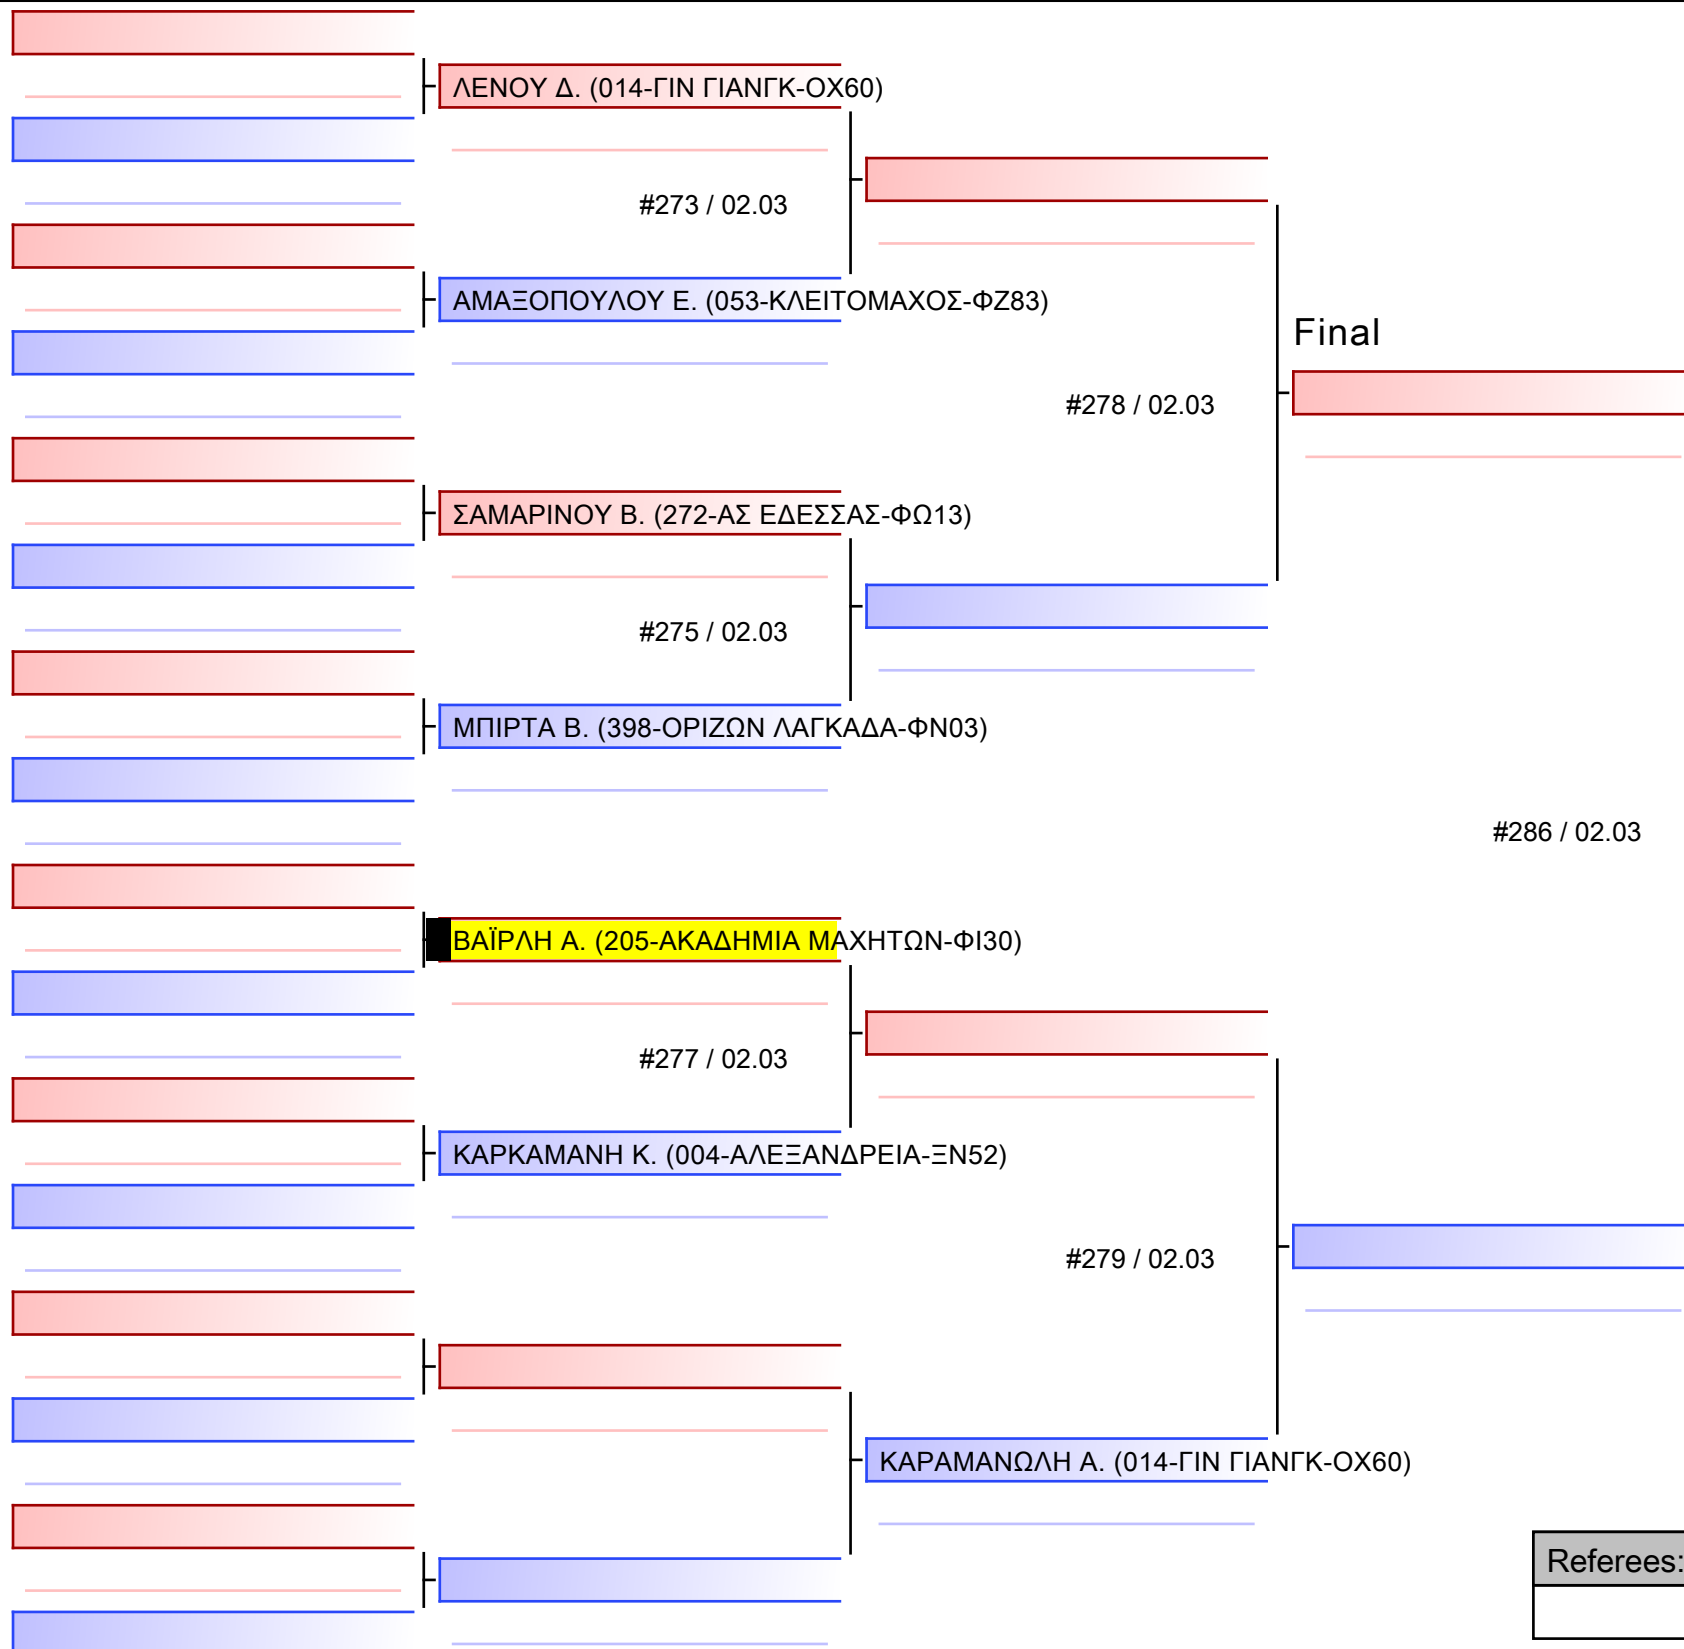 ΛΕΝΟΥ Δ. (014-ΓΙΝ ΓΙΑΝΓΚ-ΟΧ60)
#273 / 02.03
ΑΜΑΞΟΠΟΥΛΟΥ Ε. (053-ΚΛΕΙΤΟΜΑΧΟΣ-ΦΖ83)
Final
#278 / 02.03
ΣΑΜΑΡΙΝΟΥ Β. (272-ΑΣ ΕΔΕΣΣΑΣ-ΦΩ13)
#275 / 02.03
ΜΠΙΡΤΑ Β. (398-ΟΡΙΖΩΝ ΛΑΓΚΑΔΑ-ΦΝ03)
#286 / 02.03
ΒΑΪΡΛΗ Α. (205-ΑΚΑΔΗΜΙΑ ΜΑΧΗΤΩΝ-ΦΙ30)
#277 / 02.03
ΚΑΡΚΑΜΑΝΗ Κ. (004-ΑΛΕΞΑΝΔΡΕΙΑ-ΞΝ52)
#279 / 02.03
ΚΑΡΑΜΑΝΩΛΗ Α. (014-ΓΙΝ ΓΙΑΝΓΚ-ΟΧ60)
Referees: